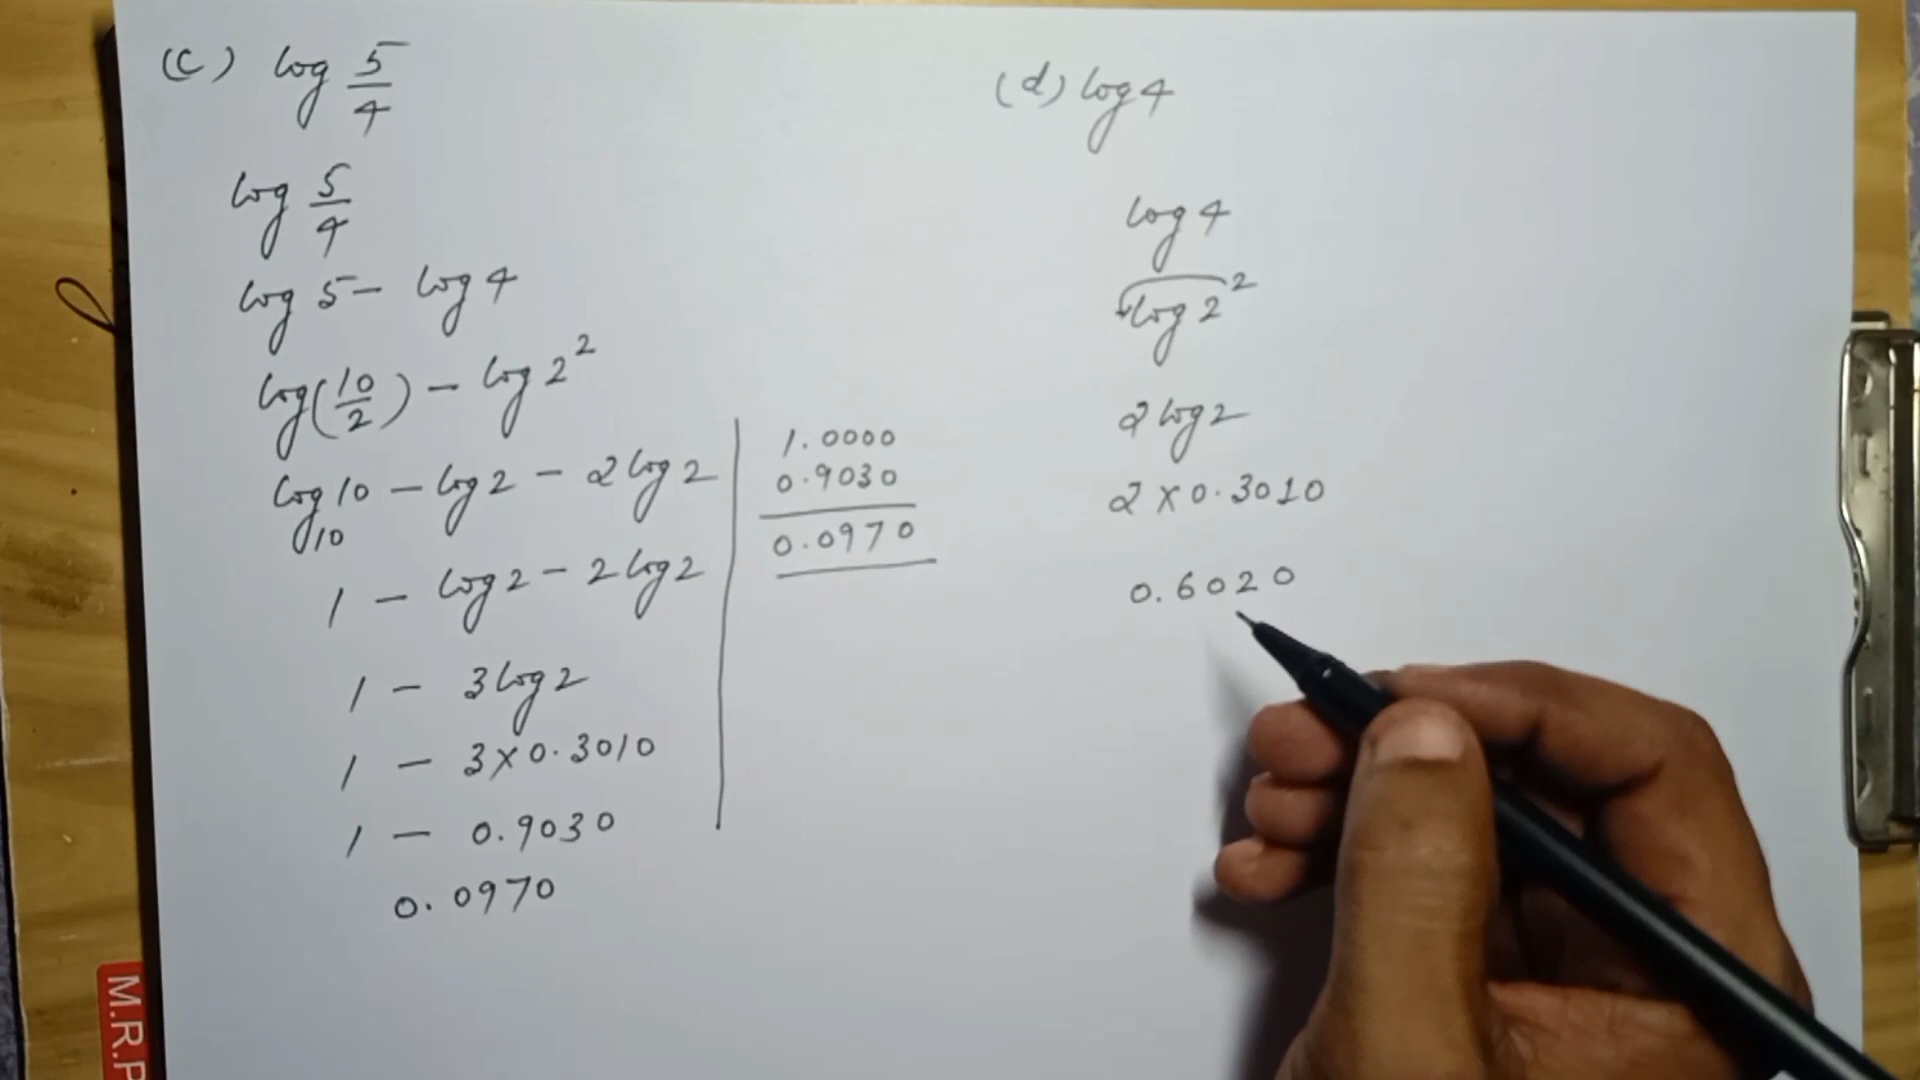 (c) log 5/4
log 5/4
log 5 - log 4
log(10/2) - log 2²
log₁₀ 10 - log 2 - 2 log 2
1 - log 2 - 2 log 2
1 - 3 log 2
1 - 3 × 0.3010
1 - 0.9030
0.0970
1.0000
0.9030
0.0970
(d) log 4
log 4
log 2²
2 log 2
2 × 0.3010
0.6020
M.R.P